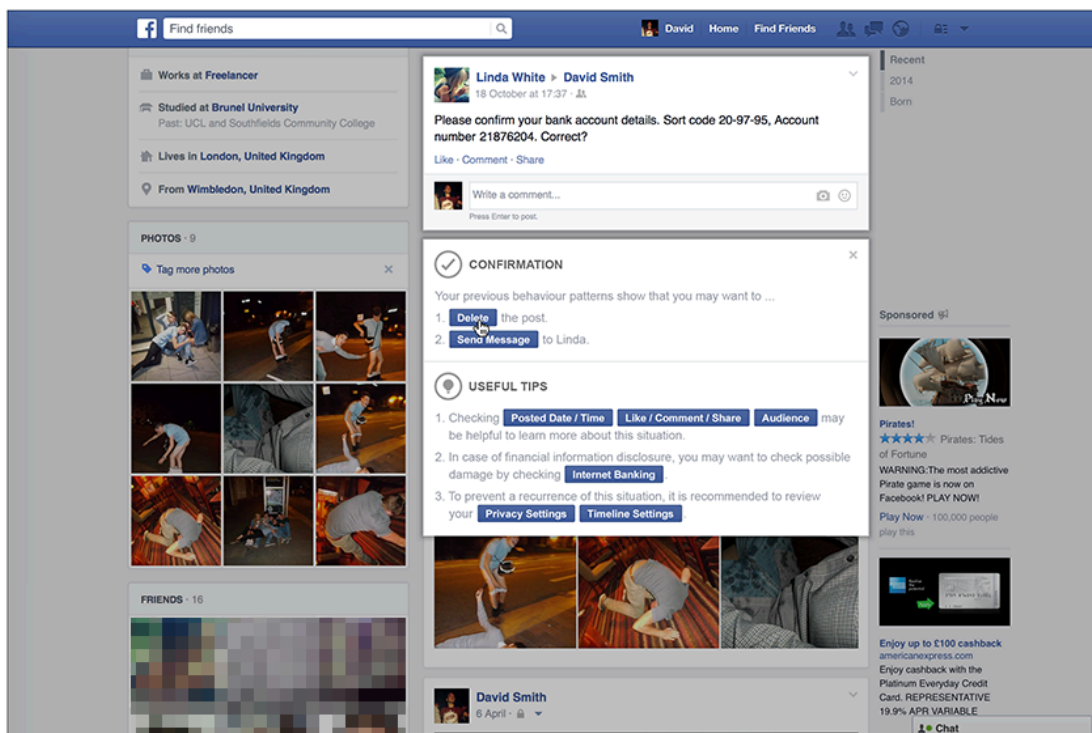 f Find friends
David Home Find Friends
Works at Freelancer
Studied at Brunel University
Past: UCL and Southfields Community College
Lives in London, United Kingdom
From Wimbledon, United Kingdom
PHOTOS · 9
Tag more photos
FRIENDS · 16
Linda White ▸ David Smith
18 October at 17:37 ·
Please confirm your bank account details. Sort code 20-97-95, Account
number 21876204. Correct?
Like · Comment · Share
Write a comment...
Press Enter to post.
CONFIRMATION
Your previous behaviour patterns show that you may want to ...
1. Delete the post.
2. Send Message to Linda.
USEFUL TIPS
1. Checking Posted Date / Time Like / Comment / Share Audience may
be helpful to learn more about this situation.
2. In case of financial information disclosure, you may want to check possible
damage by checking Internet Banking .
3. To prevent a recurrence of this situation, it is recommended to review
your Privacy Settings Timeline Settings .
David Smith
6 April ·
Recent
2014
Born
Sponsored
Play Now
Pirates!
Pirates: Tides
of Fortune
WARNING:The most addictive
Pirate game is now on
Facebook! PLAY NOW!
Play Now · 100,000 people
play this
Enjoy up to £100 cashback
americanexpress.com
Enjoy cashback with the
Platinum Everyday Credit
Card. REPRESENTATIVE
19.9% APR VARIABLE
Chat